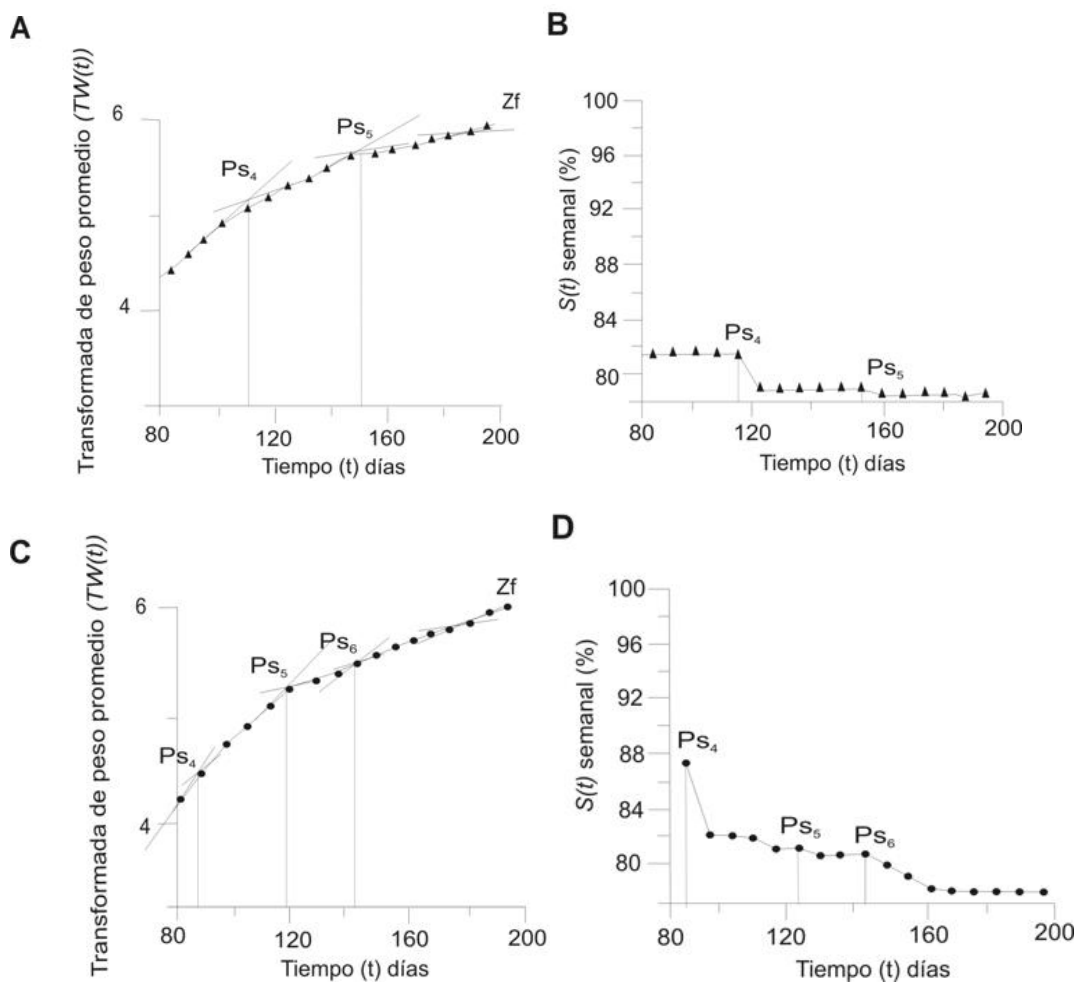 A
Transformada de peso promedio (TW(t))
6
4
Ps4
Ps5
Zf
80 120 160 200
Tiempo (t) días
B
S(t) semanal (%)
100
96
92
88
84
80
Ps4
Ps5
80 120 160 200
Tiempo (t) días
C
Transformada de peso promedio (TW(t))
6
4
Ps4
Ps5
Ps6
Zf
80 120 160 200
Tiempo (t) días
D
S(t) semanal (%)
100
96
92
88
84
80
Ps4
Ps5
Ps6
80 120 160 200
Tiempo (t) días